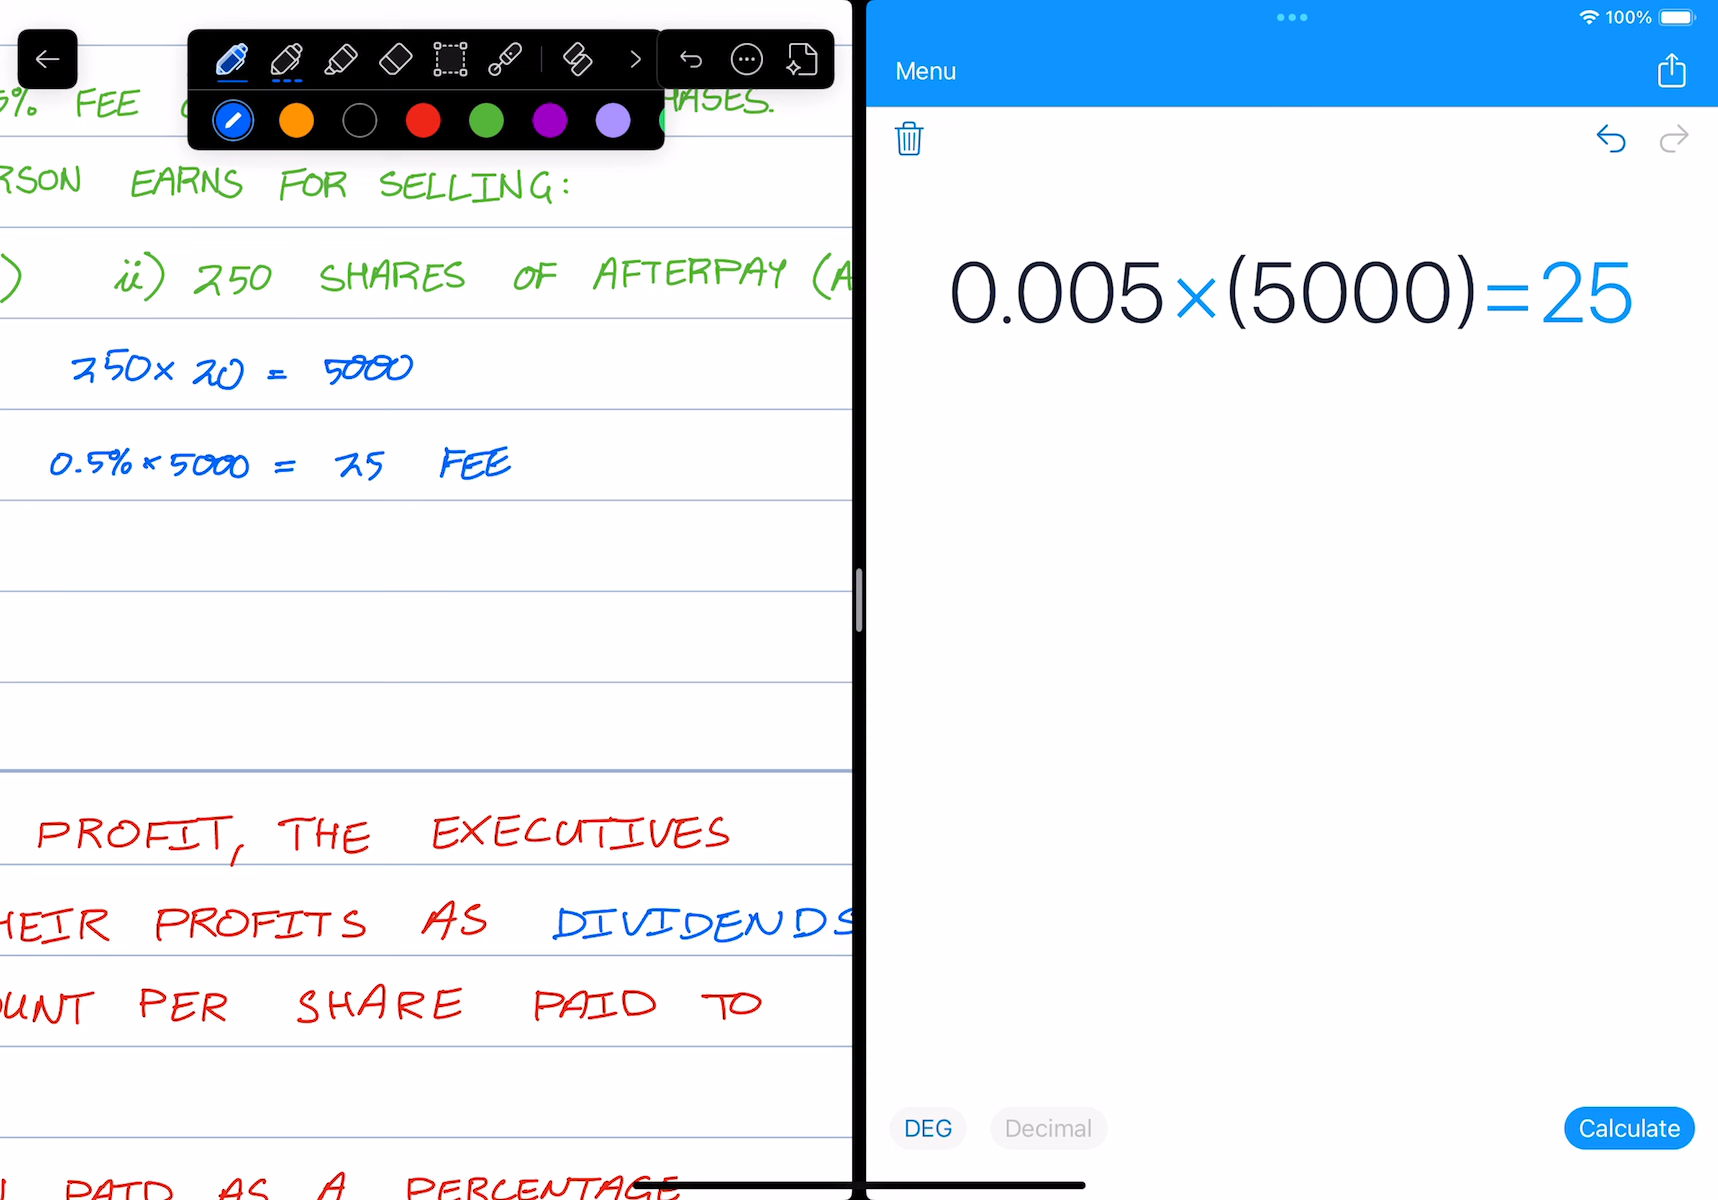 5% FEE
HASES.
RSON EARNS FOR SELLING:
) ii) 250 SHARES OF AFTERPAY (A
250 × 20 = 5000
0.5% × 5000 = 25 FEE
PROFIT, THE EXECUTIVES
HEIR PROFITS AS DIVIDENDS
OUNT PER SHARE PAID TO
PAID AS A PERCENTAGE
100%
Menu
0.005×(5000)=25
DEG Decimal Calculate